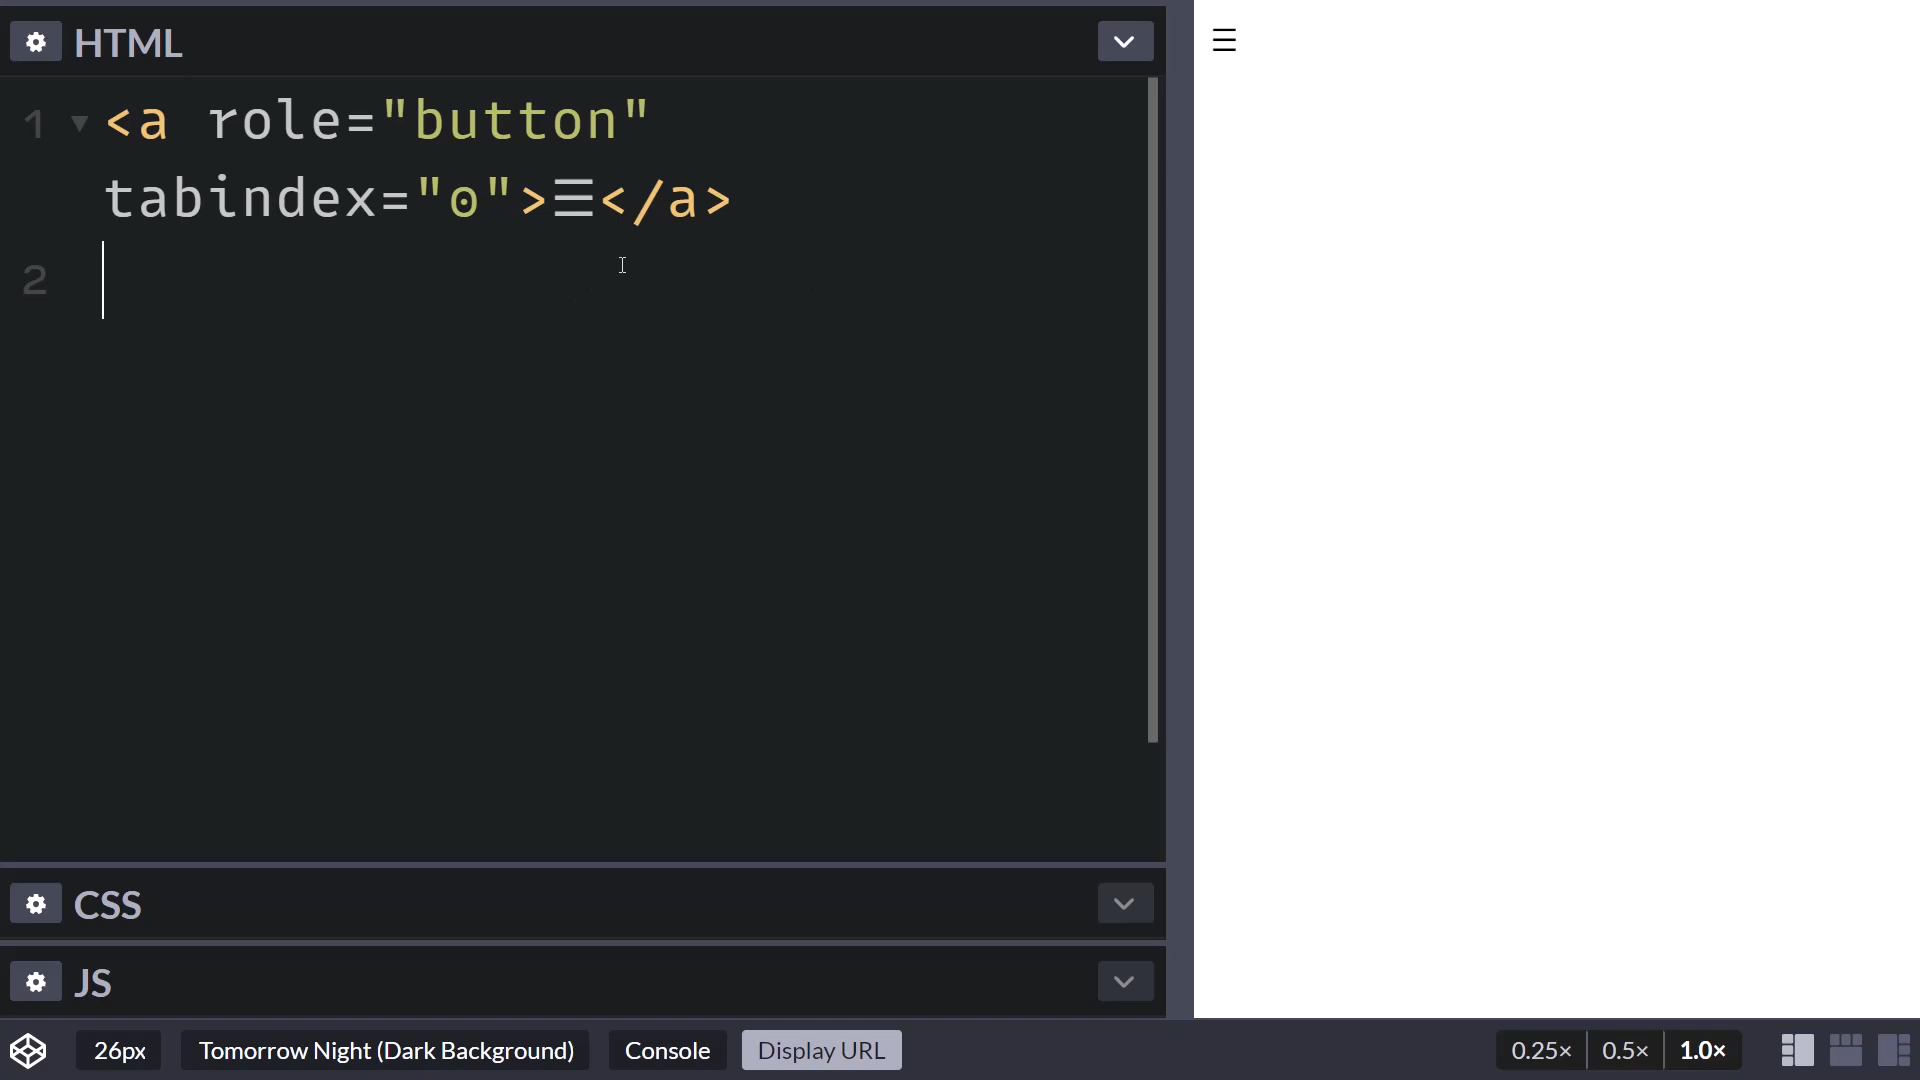 HTML
☰
1 <a role="button"
tabindex="0">☰</a>
2
CSS
JS
26px Tomorrow Night (Dark Background) Console Display URL 0.25× 0.5× 1.0×